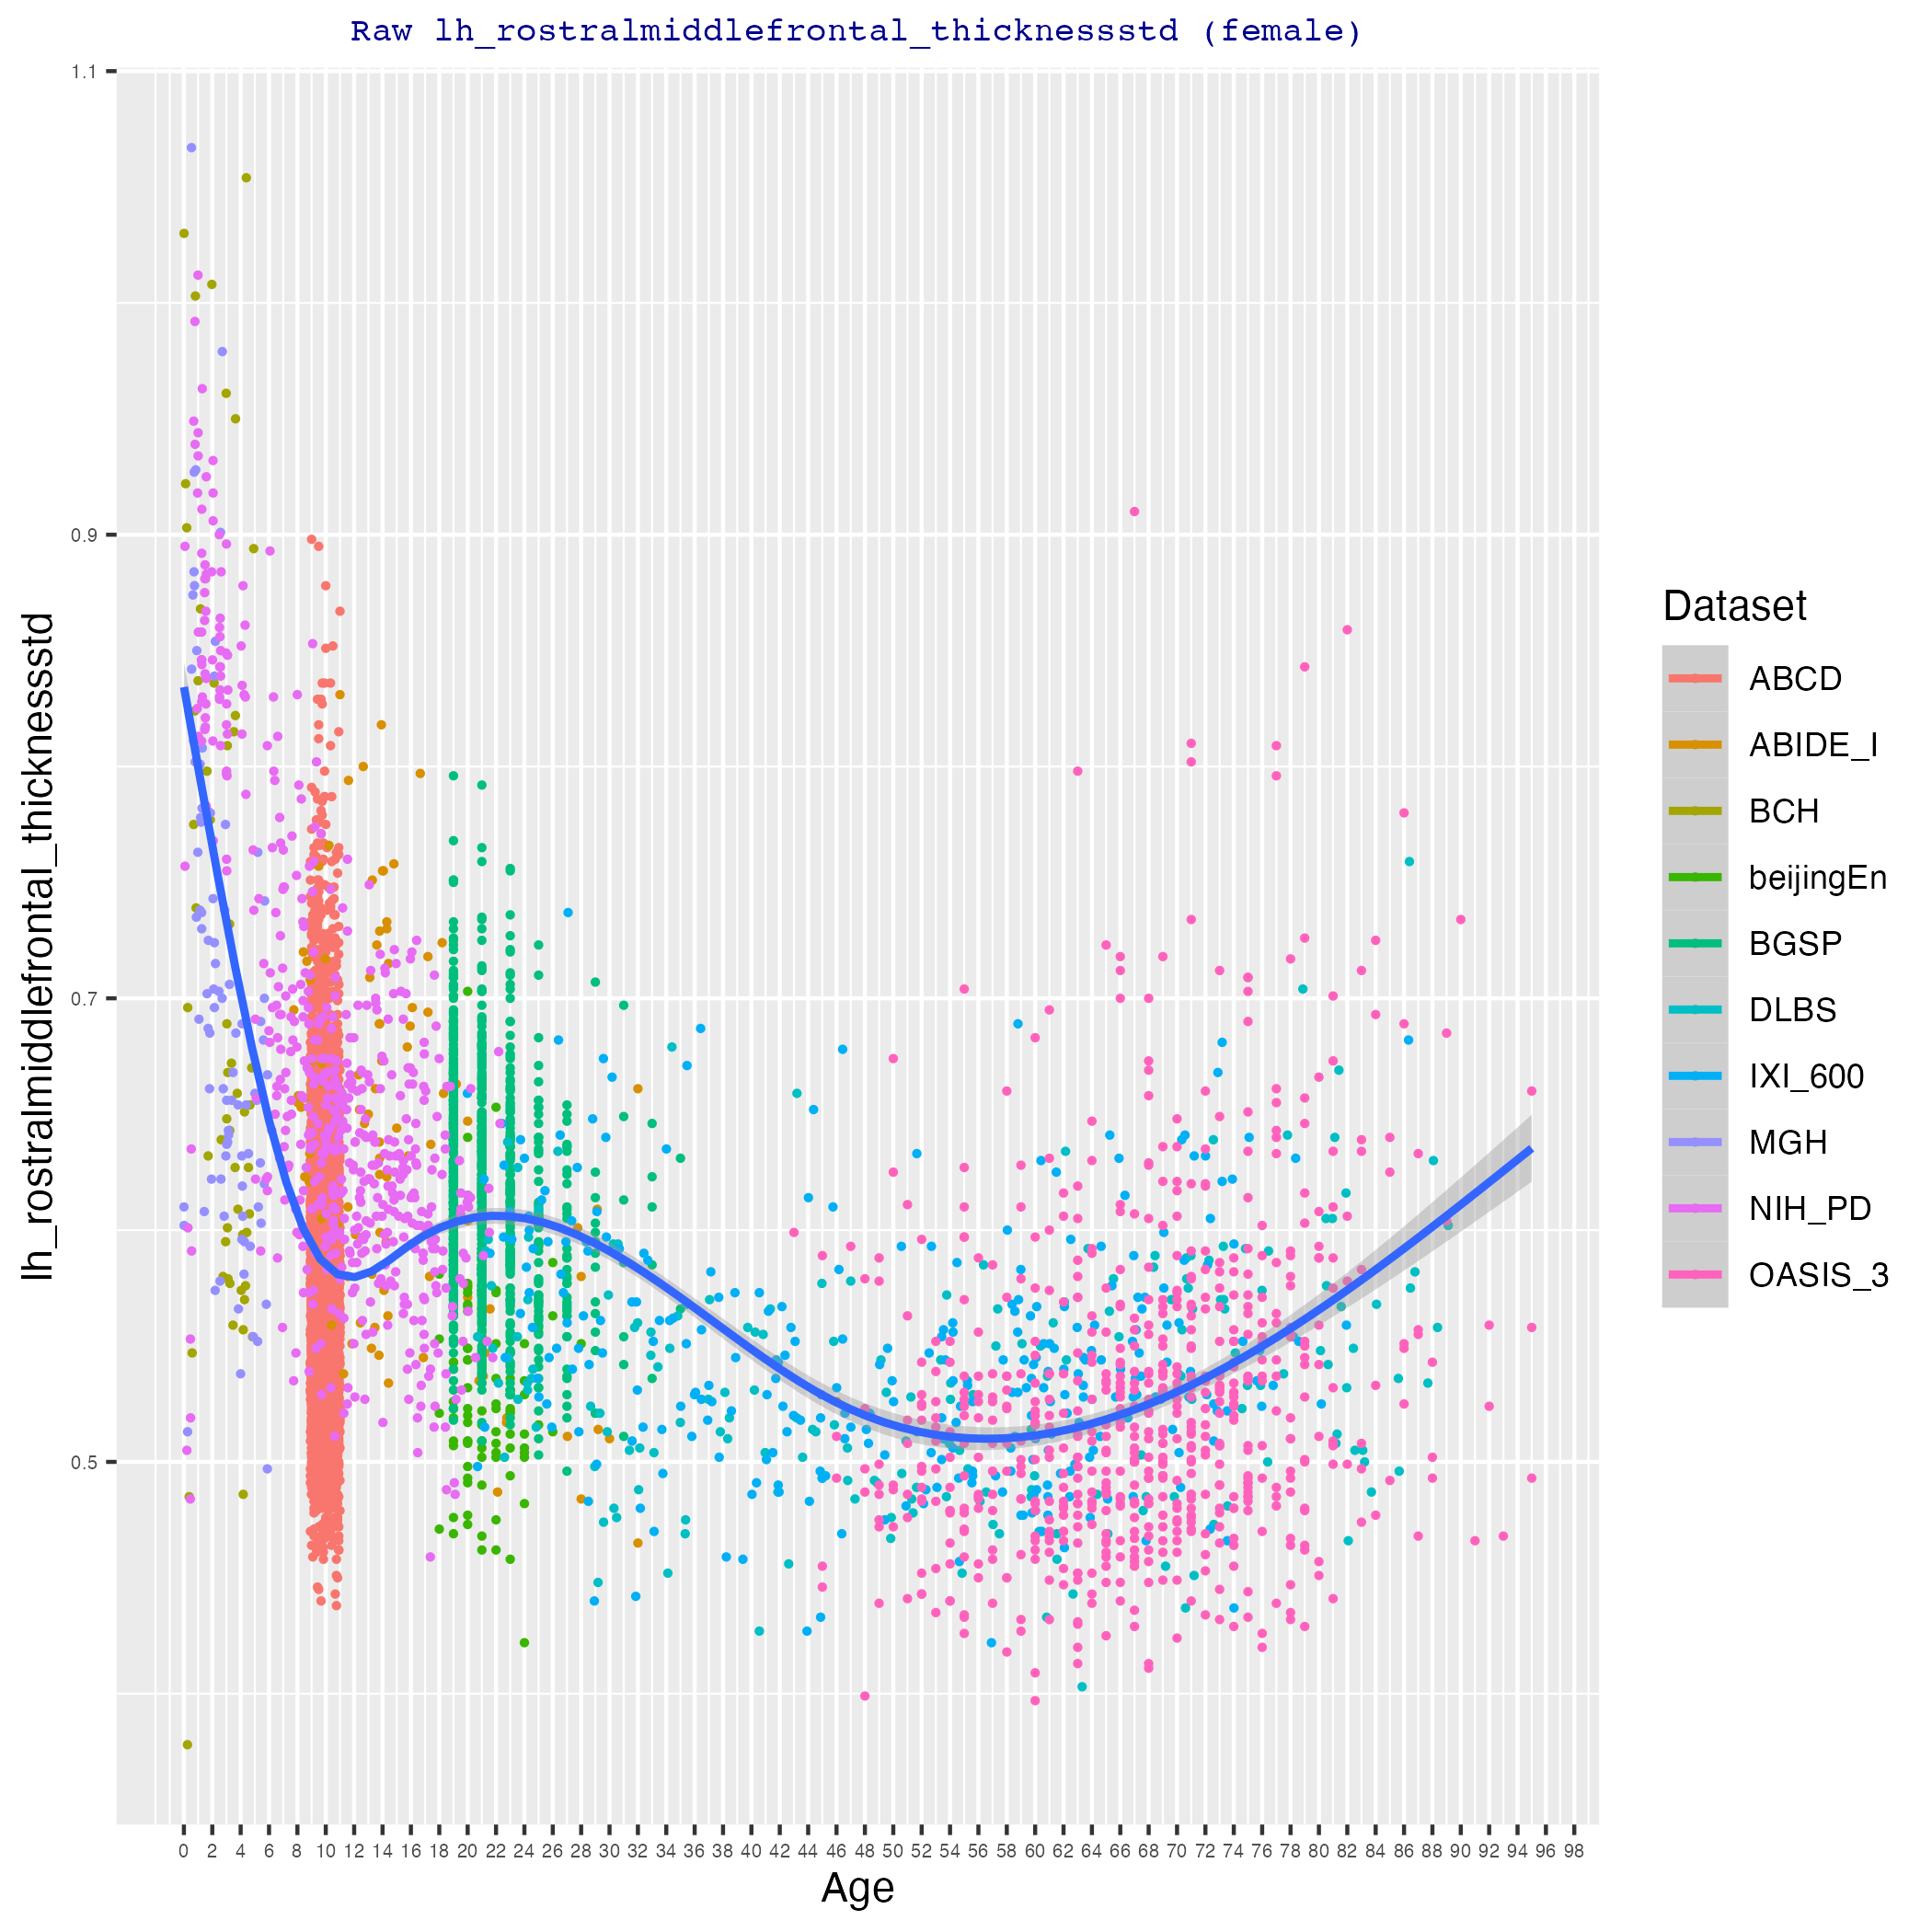 Raw lh_rostralmiddlefrontal_thicknessstd (female)
1.1
0.9
0.7
0.5
lh_rostralmiddlefrontal_thicknessstd
0 2 4 6 8 10 12 14 16 18 20 22 24 26 28 30 32 34 36 38 40 42 44 46 48 50 52 54 56 58 60 62 64 66 68 70 72 74 76 78 80 82 84 86 88 90 92 94 96 98
Age
Dataset
ABCD
ABIDE_I
BCH
beijingEn
BGSP
DLBS
IXI_600
MGH
NIH_PD
OASIS_3